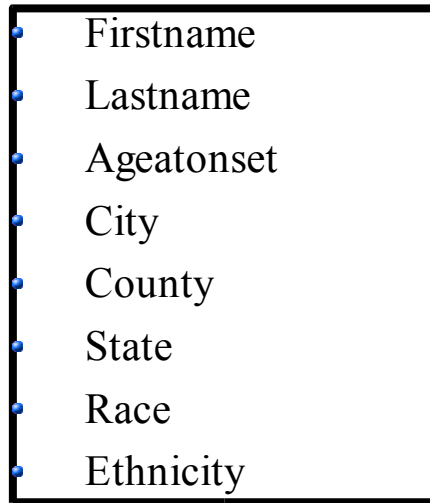 Firstname
Lastname
Ageatonset
City
County
State
Race
Ethnicity